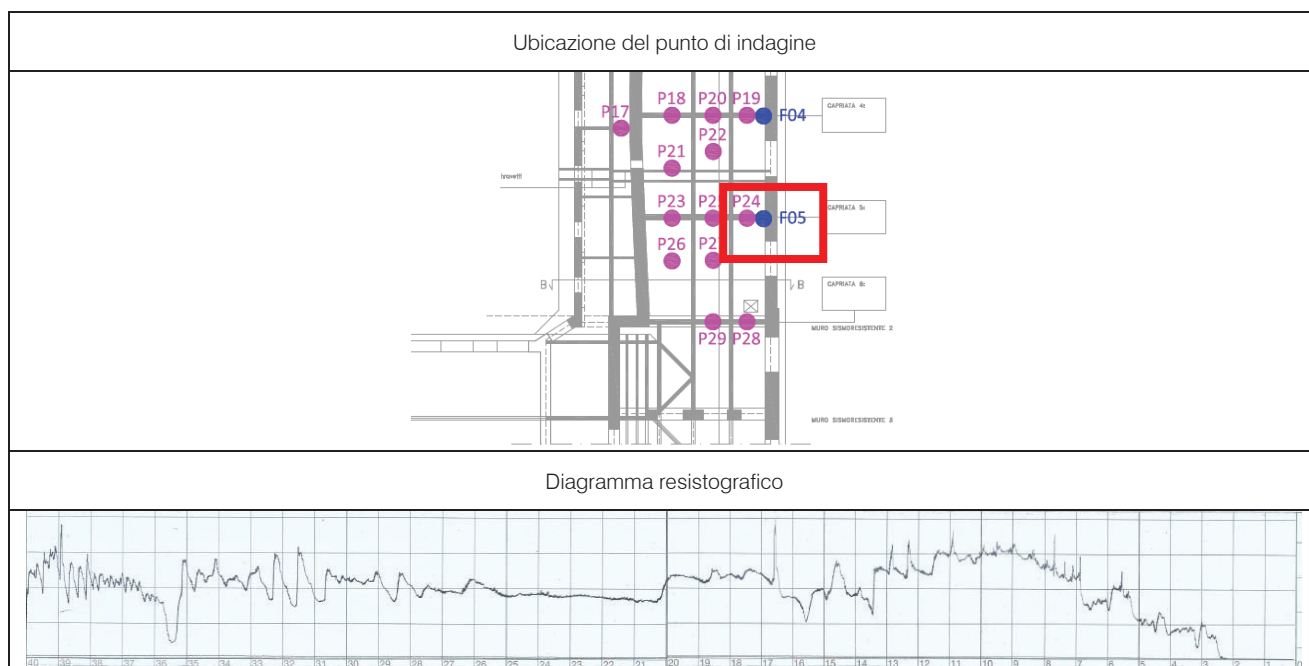 Ubicazione del punto di indagine
P18 P20 P19
CAPRIATA 4:
P17
F04
P22
P21
P23 P25 P24
CAPRIATA 5:
F05
P26 P27
B B
CAPRIATA 6:
P29 P28
MURO SISMORESISTENTE 2
MURO SISMORESISTENTE 3
Diagramma resistografico
40 39 38 37 36 35 34 33 32 31 30 29 28 27 26 25 24 23 22 21 20 19 18 17 16 15 14 13 12 11 10 9 8 7 6 5 4 3 2 1